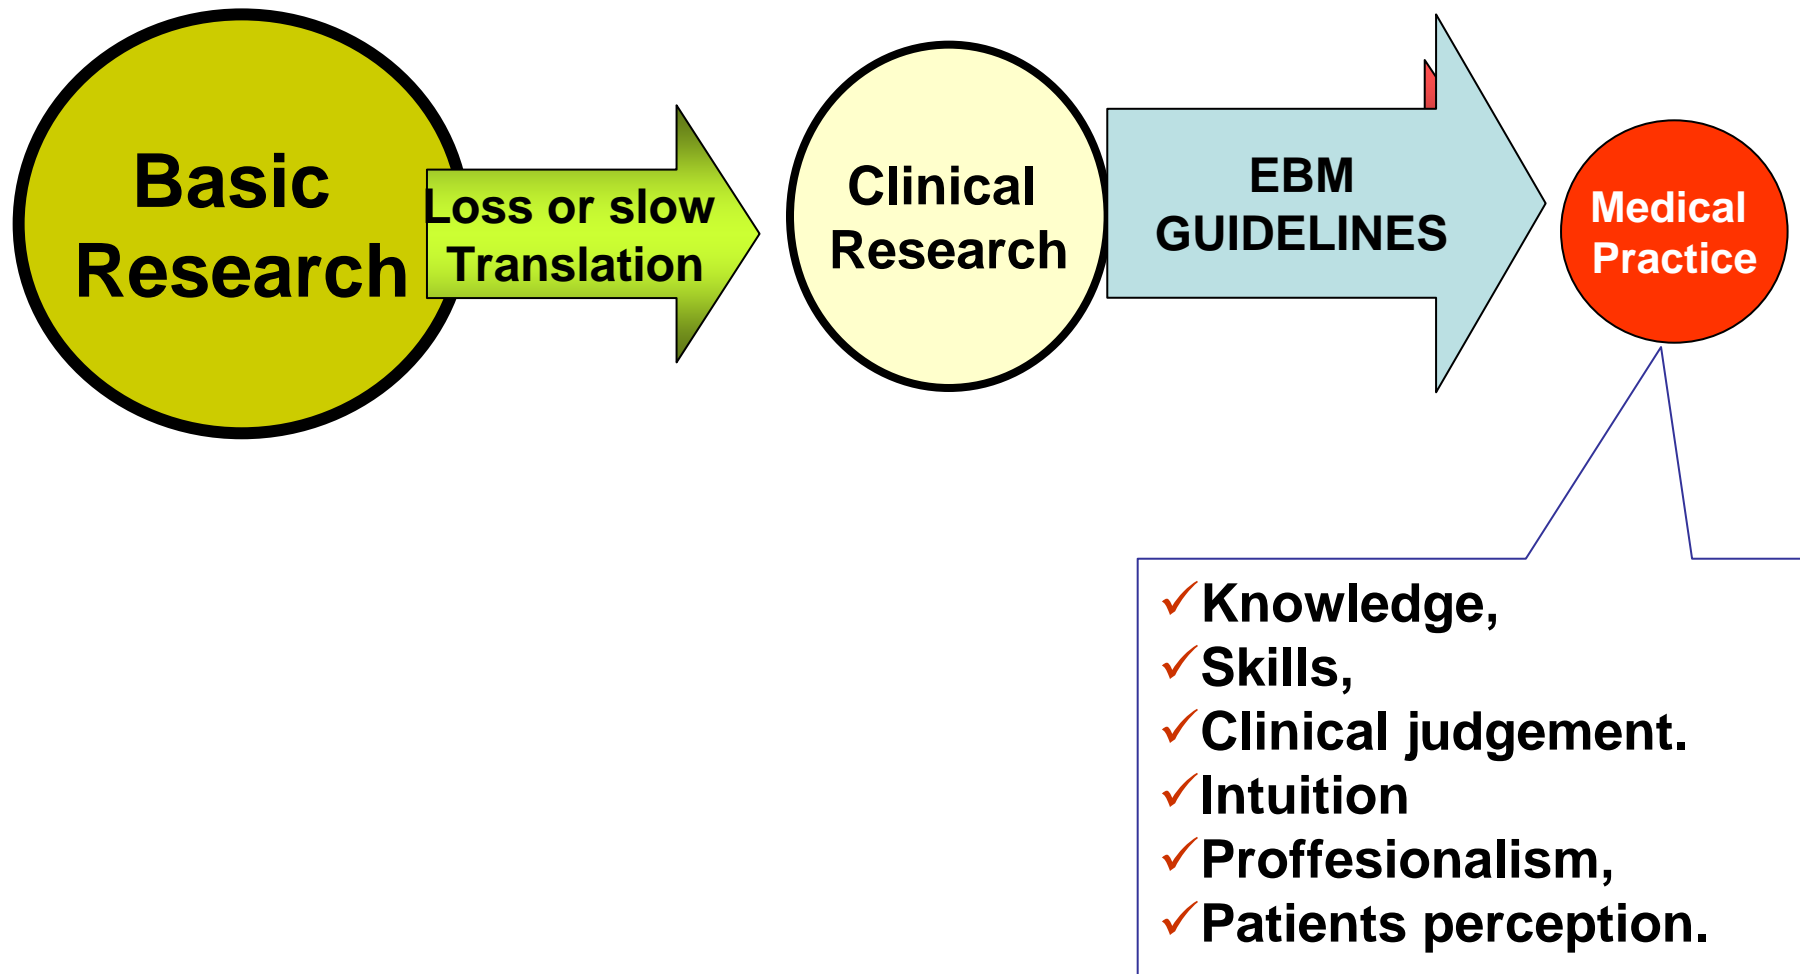 Basic
Research
Loss or slow
Translation
Clinical
Research
EBM
GUIDELINES
Medical
Practice
✓Knowledge,
✓Skills,
✓Clinical judgement.
✓Intuition
✓Proffesionalism,
✓Patients perception.